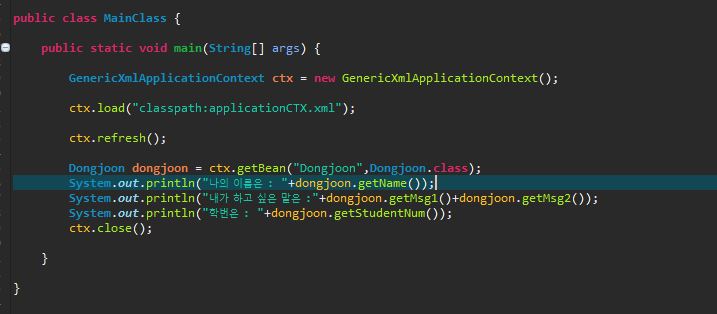 public class MainClass {
public static void main(String[] args) {
GenericXmlApplicationContext ctx = new GenericXmlApplicationContext();
ctx.load("classpath:applicationCTX.xml");
ctx.refresh();
Dongjoon dongjoon = ctx.getBean("Dongjoon",Dongjoon.class);
System.out.println("나의 이름은 : "+dongjoon.getName());
System.out.println("내가 하고 싶은 말은 :"+dongjoon.getMsg1()+dongjoon.getMsg2());
System.out.println("학번은 : "+dongjoon.getStudentNum());
ctx.close();
}
}